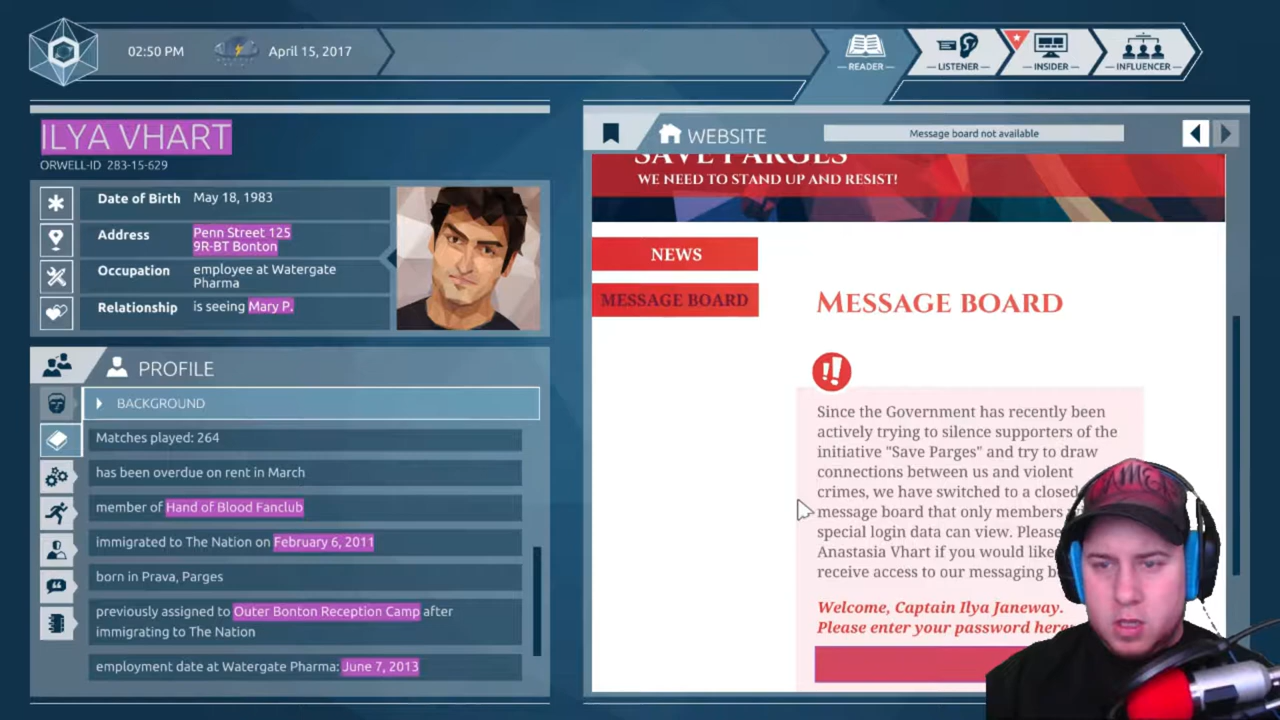 02:50 PM
April 15, 2017
READER
LISTENER
INSIDER
INFLUENCER
ILYA VHART
ORWELL-ID 283-15-629
Date of Birth May 18, 1983
Address Penn Street 125
9R-BT Bonton
Occupation employee at Watergate
Pharma
Relationship is seeing Mary P.
PROFILE
BACKGROUND
Matches played: 264
has been overdue on rent in March
member of Hand of Blood Fanclub
immigrated to The Nation on February 6, 2011
born in Prava, Parges
previously assigned to Outer Bonton Reception Camp after
immigrating to The Nation
employment date at Watergate Pharma: June 7, 2013
WEBSITE
Message board not available
SAVE PARGES
WE NEED TO STAND UP AND RESIST!
NEWS
MESSAGE BOARD
MESSAGE BOARD
Since the Government has recently been
actively trying to silence supporters of the
initiative "Save Parges" and try to draw
connections between us and violent
crimes, we have switched to a closed
message board that only members
special login data can view. Please
Anastasia Vhart if you would like
receive access to our messaging
Welcome, Captain Ilya Janeway.
Please enter your password here